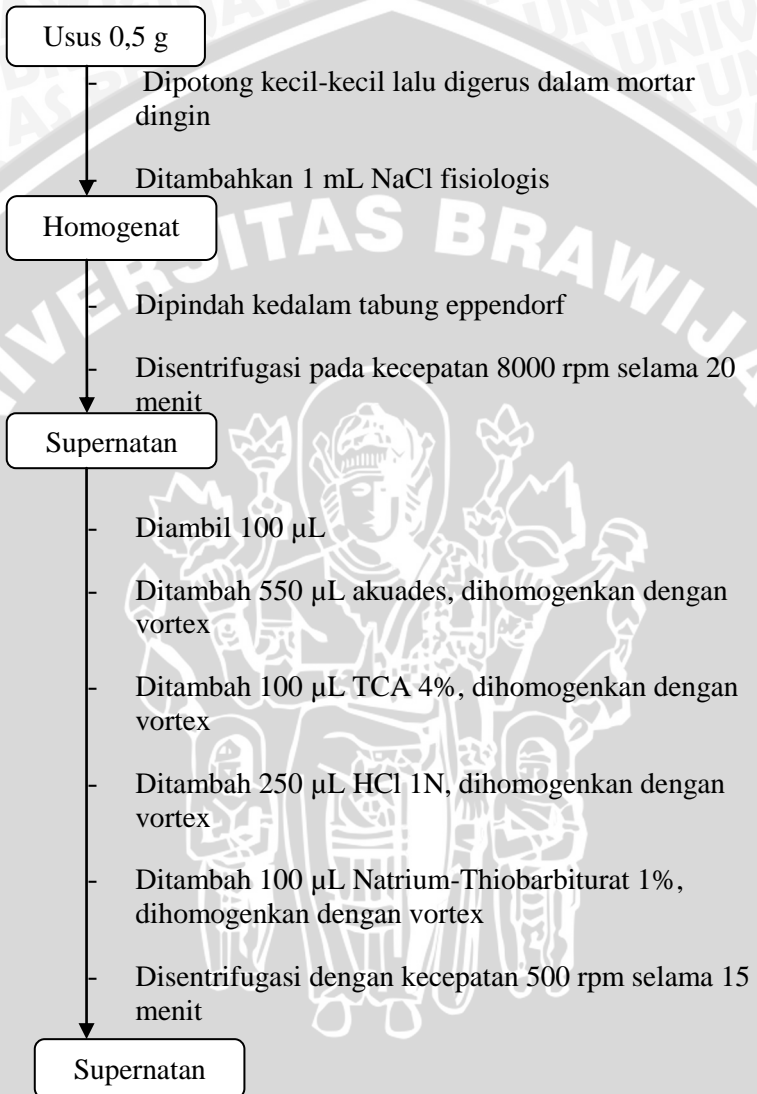 Usus 0,5 g
- Dipotong kecil-kecil lalu digerus dalam mortar
dingin
- Ditambahkan 1 mL NaCl fisiologis
Homogenat
- Dipindah kedalam tabung eppendorf
- Disentrifugasi pada kecepatan 8000 rpm selama 20
menit
Supernatan
- Diambil 100 µL
- Ditambah 550 µL akuades, dihomogenkan dengan
vortex
- Ditambah 100 µL TCA 4%, dihomogenkan dengan
vortex
- Ditambah 250 µL HCl 1N, dihomogenkan dengan
vortex
- Ditambah 100 µL Natrium-Thiobarbiturat 1%,
dihomogenkan dengan vortex
- Disentrifugasi dengan kecepatan 500 rpm selama 15
menit
Supernatan
UNIVERSITAS BRAWIJA